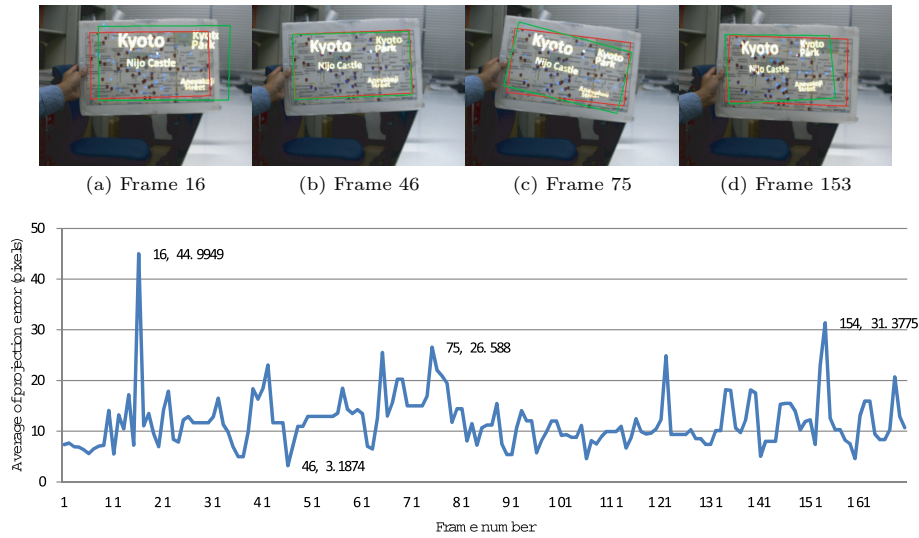 Kyoto
Kyoto
Park
Nijo Castle
Kyoto
Kyoto
Park
Nijo Castle
Kyoto
Kyoto
Park
Nijo Castle
Kyoto
Kyoto
Park
Nijo Castle
(a) Frame 16
(b) Frame 46
(c) Frame 75
(d) Frame 153
50
40
30
20
10
0
Average of projection error (pixels)
16, 44.9949
75, 26.588
154, 31.3775
46, 3.1874
1 11 21 31 41 51 61 71 81 91 101 111 121 131 141 151 161
Frame number